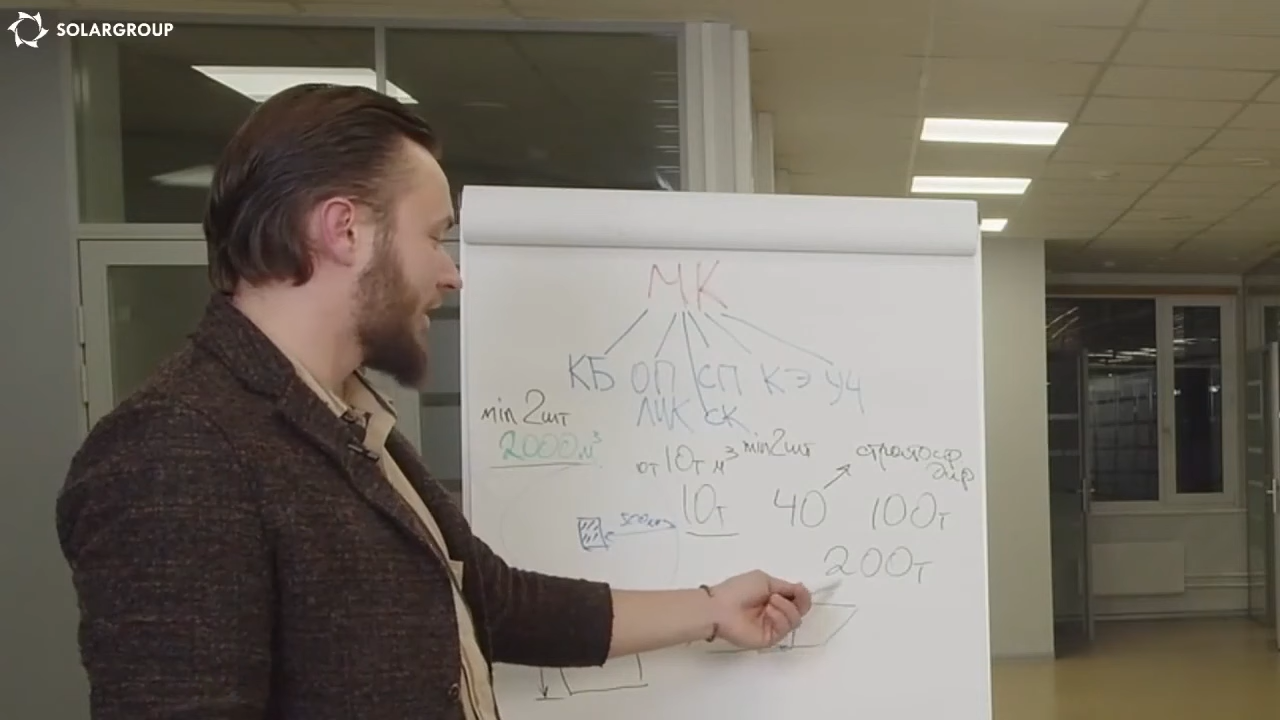 SOLARGROUP
МК
КБ ОП СП КЭ УЧ
ЛИК СК
min 2шт
2000м³
от 10т м³ min 2шт
10т 40 100т
500км
200т